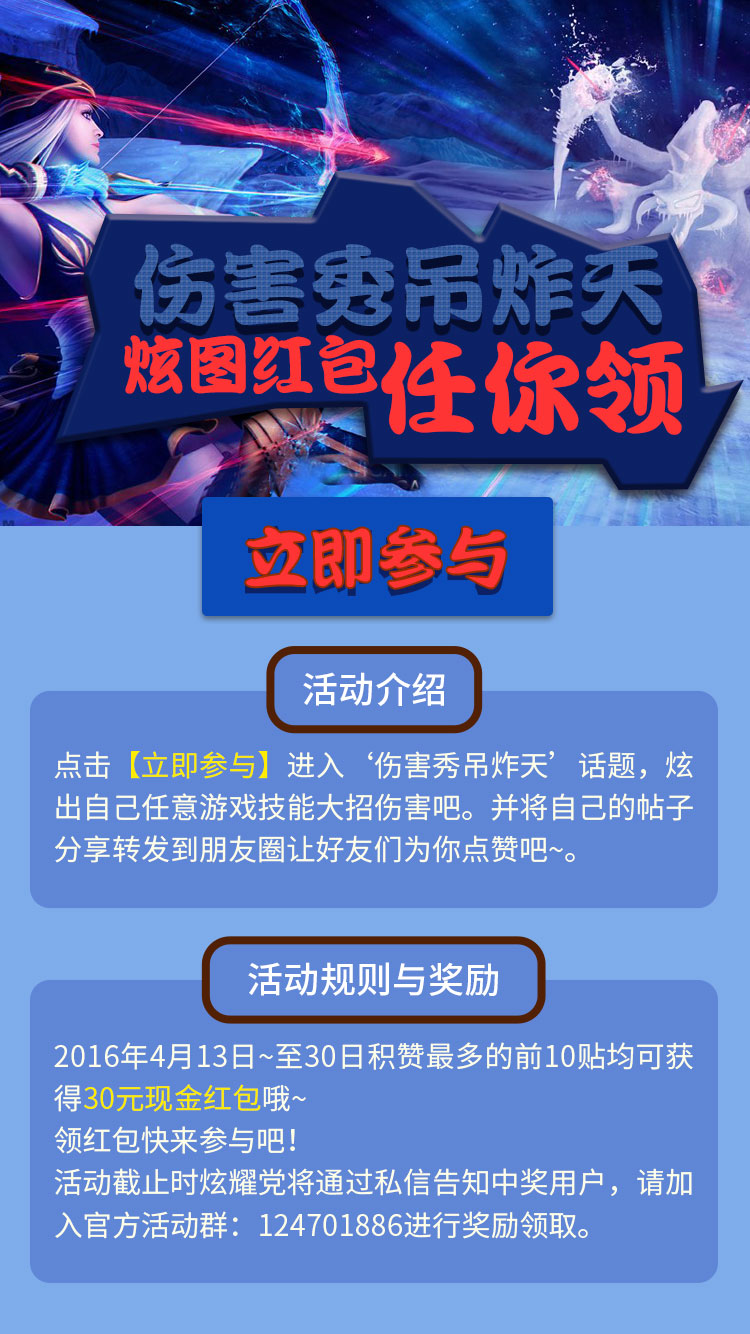 伤害秀吊炸天
炫图红包任你领
立即参与
活动介绍
点击【立即参与】进入‘伤害秀吊炸天’话题，炫
出自己任意游戏技能大招伤害吧。并将自己的帖子
分享转发到朋友圈让好友们为你点赞吧~。
活动规则与奖励
2016年4月13日~至30日积赞最多的前10贴均可获
得30元现金红包哦~
领红包快来参与吧！
活动截止时炫耀党将通过私信告知中奖用户，请加
入官方活动群：124701886进行奖励领取。